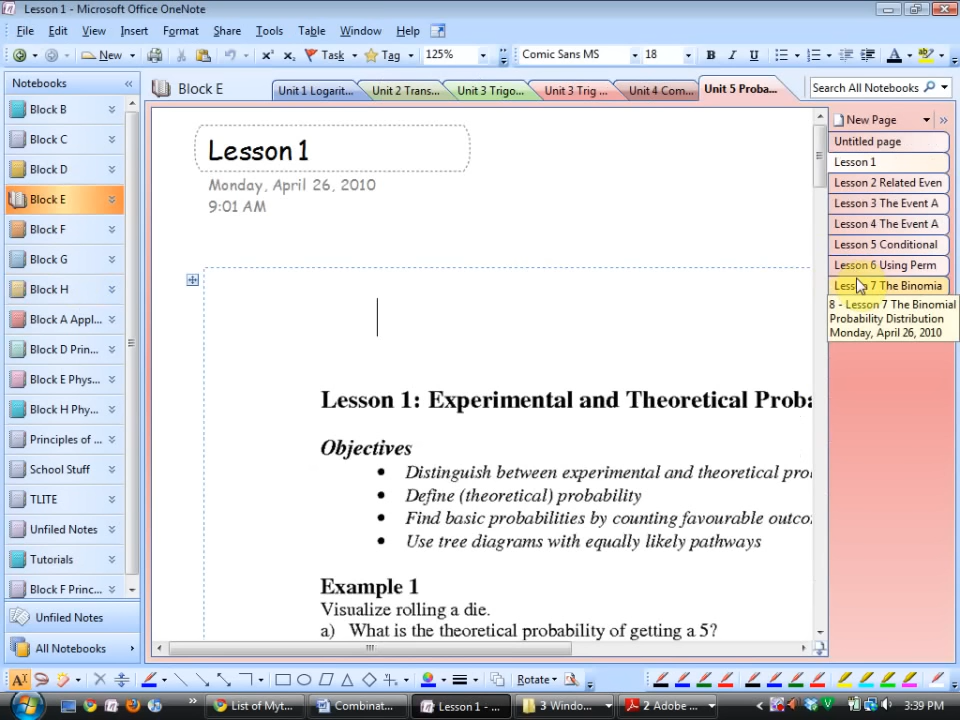 Lesson 1 - Microsoft Office OneNote
File Edit View Insert Format Share Tools Table Window Help
New Task Tag 125% Comic Sans MS 18 B I U
Notebooks
Block E
Unit 1 Logarit...
Unit 2 Trans...
Unit 3 Trigo...
Unit 3 Trig ...
Unit 4 Com...
Unit 5 Proba...
Search All Notebooks
Block B
Block C
Block D
Block E
Block F
Block G
Block H
Block A Appl...
Block D Prin...
Block E Phys...
Block H Phy...
Principles of ...
School Stuff
TLITE
Unfiled Notes
Tutorials
Block F Princ...
Unfiled Notes
All Notebooks
Lesson 1
Monday, April 26, 2010
9:01 AM
Lesson 1: Experimental and Theoretical Proba
Objectives
• Distinguish between experimental and theoretical pro
• Define (theoretical) probability
• Find basic probabilities by counting favourable outco
• Use tree diagrams with equally likely pathways
Example 1
Visualize rolling a die.
a) What is the theoretical probability of getting a 5?
New Page
Untitled page
Lesson 1
Lesson 2 Related Even
Lesson 3 The Event A
Lesson 4 The Event A
Lesson 5 Conditional
Lesson 6 Using Perm
Lesson 7 The Binomia
8 - Lesson 7 The Binomial
Probability Distribution
Monday, April 26, 2010
Rotate
List of Myt...
Combinat...
Lesson 1 - ...
3 Windo...
2 Adobe ...
3:39 PM